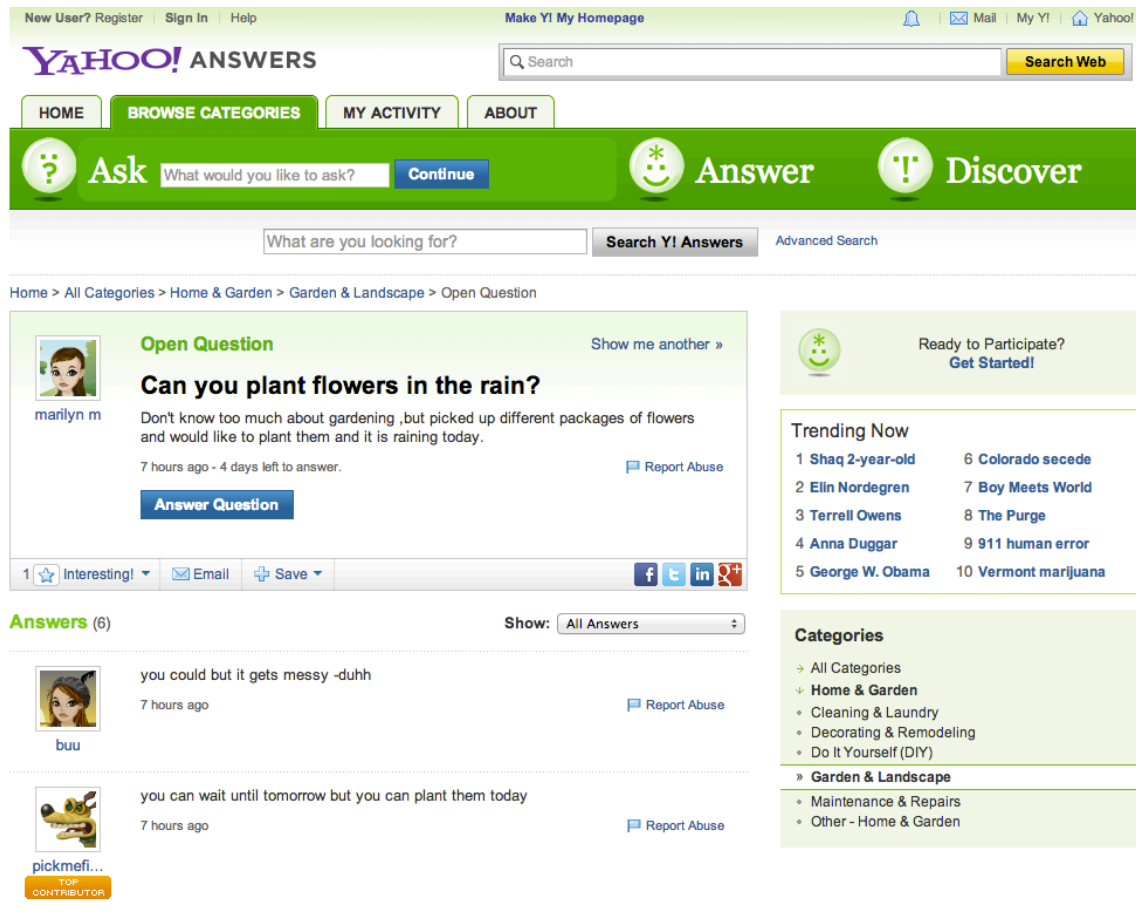 New User? Register Sign In Help Make Y! My Homepage Mail My Y! Yahoo!
YAHOO! ANSWERS Search Search Web
HOME BROWSE CATEGORIES MY ACTIVITY ABOUT
Ask What would you like to ask? Continue Answer Discover
What are you looking for? Search Y! Answers Advanced Search
Home > All Categories > Home & Garden > Garden & Landscape > Open Question
marilyn m
Open Question Show me another »
Can you plant flowers in the rain?
Don't know too much about gardening ,but picked up different packages of flowers
and would like to plant them and it is raining today.
7 hours ago - 4 days left to answer. Report Abuse
Answer Question
1 Interesting! Email Save
Answers (6) Show: All Answers
you could but it gets messy -duhh
7 hours ago Report Abuse
buu
you can wait until tomorrow but you can plant them today
7 hours ago Report Abuse
pickmefi...
TOP
CONTRIBUTOR
Ready to Participate?
Get Started!
Trending Now
1 Shaq 2-year-old 6 Colorado secede
2 Elin Nordegren 7 Boy Meets World
3 Terrell Owens 8 The Purge
4 Anna Duggar 9 911 human error
5 George W. Obama 10 Vermont marijuana
Categories
All Categories
Home & Garden
Cleaning & Laundry
Decorating & Remodeling
Do It Yourself (DIY)
» Garden & Landscape
Maintenance & Repairs
Other - Home & Garden